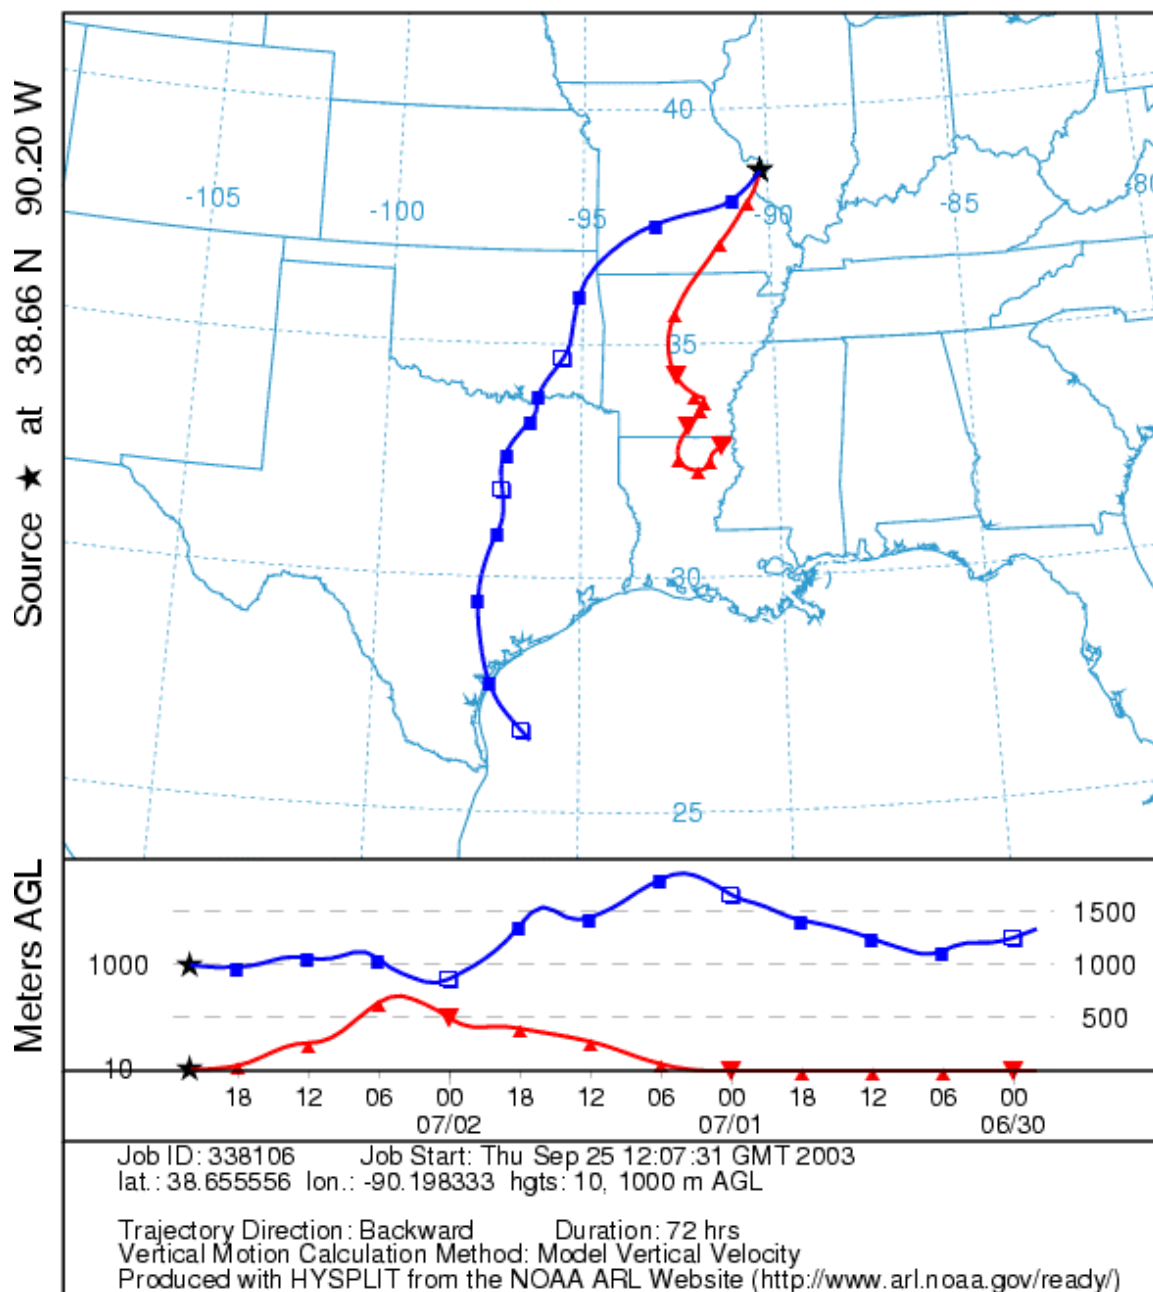 Source ★ at 38.66 N 90.20 W
40
-105
-100
-95
-90
-85
-80
35
30
25
Meters AGL
1500
1000
1000
500
10
18 12 06 00 18 12 06 00 18 12 06 00
07/02 07/01 06/30
Job ID: 338106 Job Start: Thu Sep 25 12:07:31 GMT 2003
lat.: 38.655556 lon.: -90.198333 hgts: 10, 1000 m AGL
Trajectory Direction: Backward Duration: 72 hrs
Vertical Motion Calculation Method: Model Vertical Velocity
Produced with HYSPLIT from the NOAA ARL Website (http://www.arl.noaa.gov/ready/)